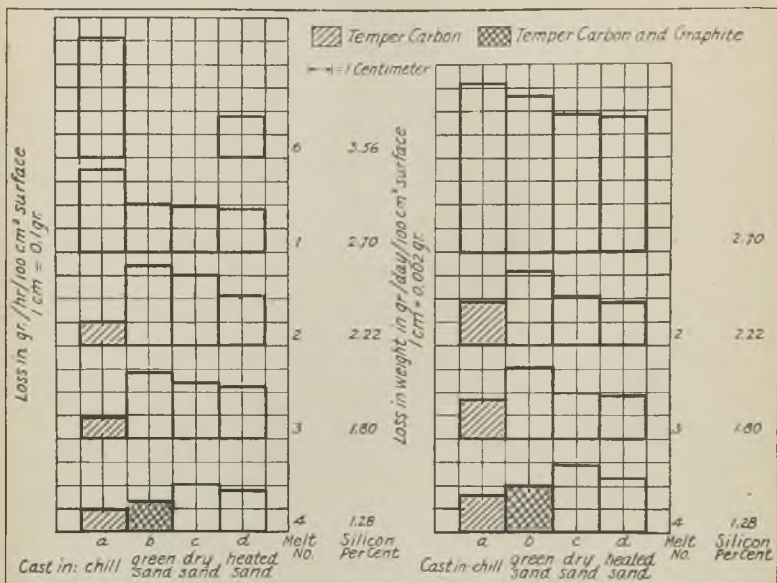 Temper Carbon
Temper Carbon and Graphite
= 1 Centimeter
Loss in gr./hr/100 cm² surface
1 cm = 0.1 gr.
6 3.56
1 2.70
2 2.22
3 1.80
4 1.28
a b c d Melt No. Silicon Per Cent
Cast in: chill green sand dry sand heated sand
Loss in weight in gr/day/100 cm² surface
1 cm = 0.002 gr.
2.70
2 2.22
3 1.80
4 1.28
a b c d Melt No. Silicon Percent
Cast in: chill green sand dry sand heated sand